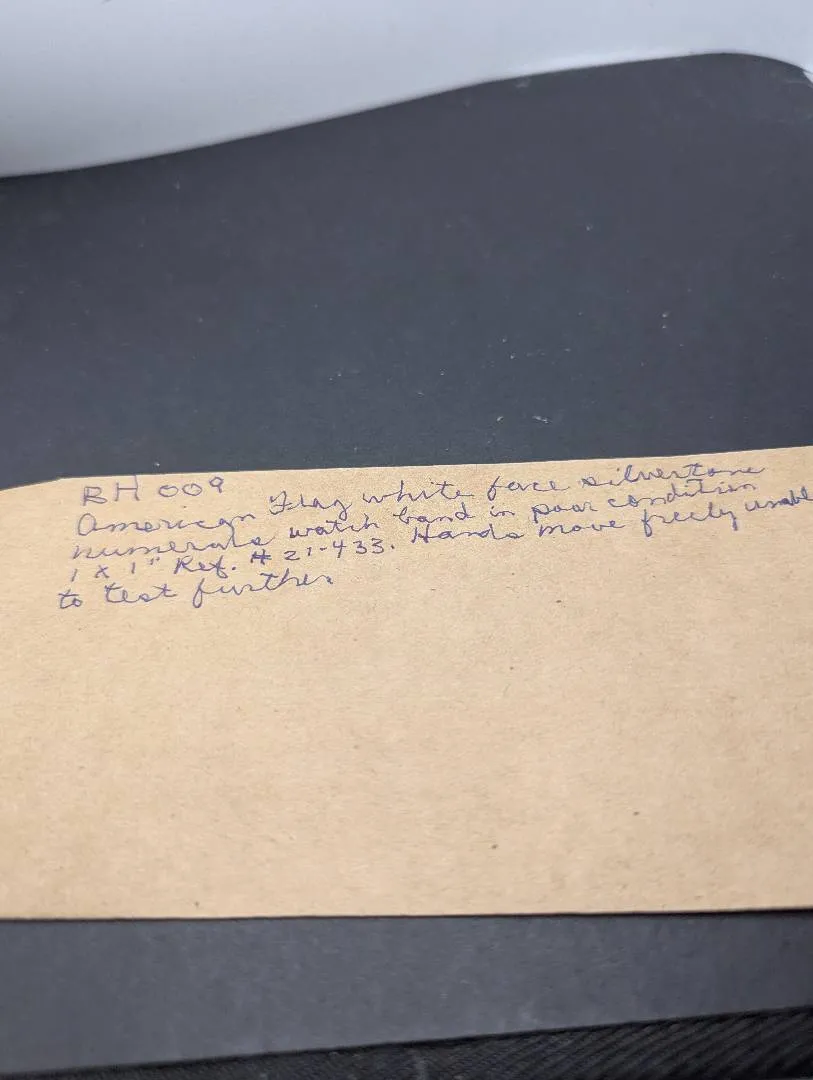 BH 009
American Flag white face silvertone
numerals watch band in poor condition
1 x 1" Ref. # 21-433. Hands move freely unable
to test further